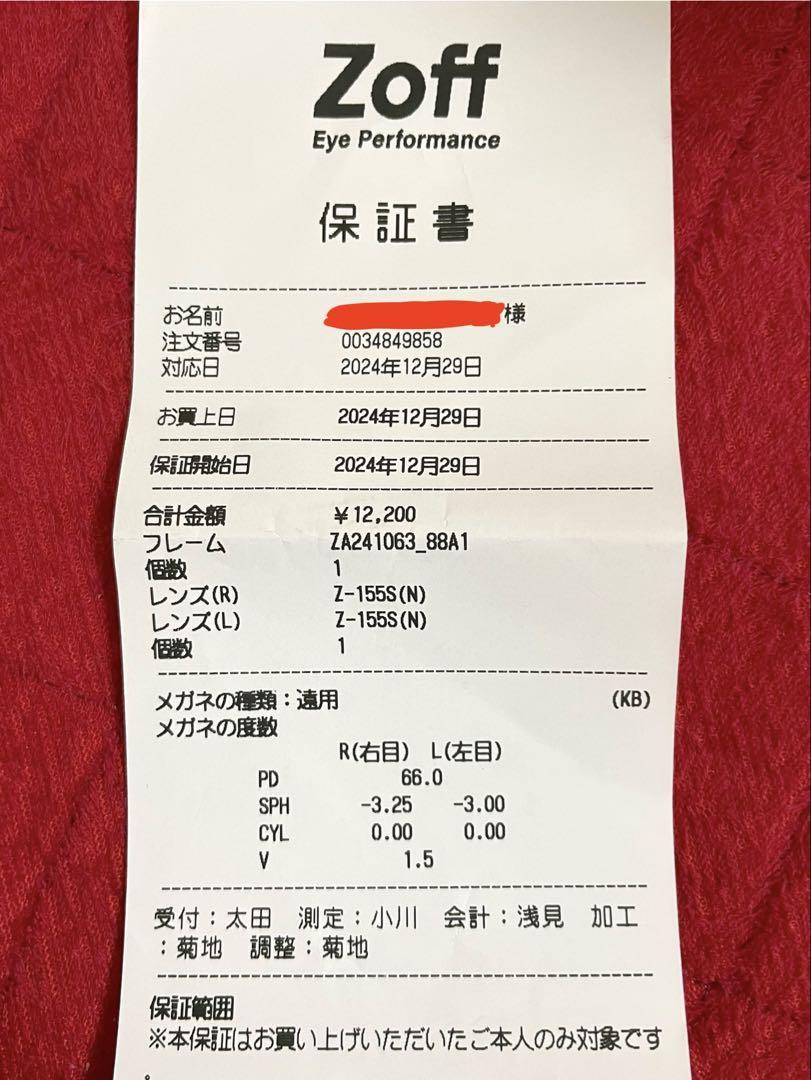 Zoff
Eye Performance
保証書
お名前 様
注文番号 0034849858
対応日 2024年12月29日
お買上日 2024年12月29日
保証開始日 2024年12月29日
合計金額 ¥12,200
フレーム ZA241063_88A1
個数 1
レンズ(R) Z-155S(N)
レンズ(L) Z-155S(N)
個数 1
メガネの種類:遠用 (KB)
メガネの度数
R(右目) L(左目)
PD 66.0
SPH -3.25 -3.00
CYL 0.00 0.00
V 1.5
受付:太田 測定:小川 会計:浅見 加工
:菊地 調整:菊地
保証範囲
※本保証はお買い上げいただいたご本人のみ対象です
。